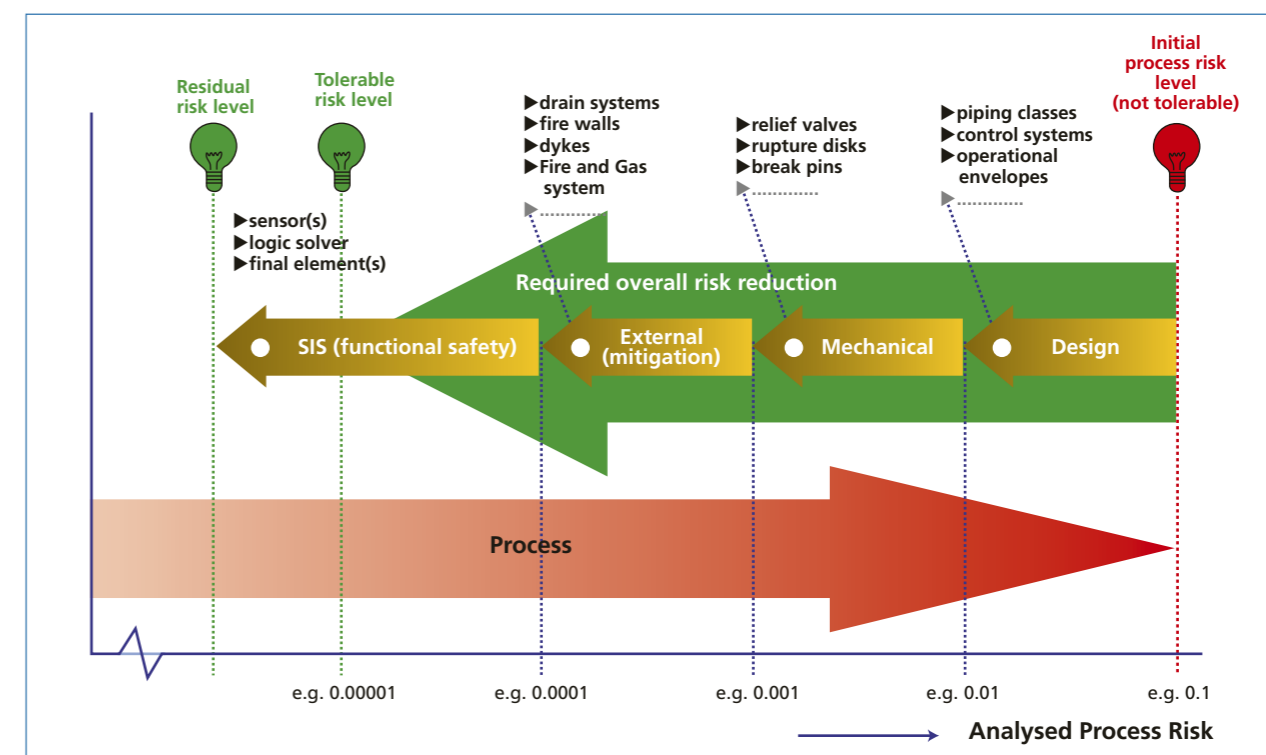 Residual
risk level
Tolerable
risk level
▶drain systems
▶fire walls
▶dykes
▶Fire and Gas
system
▶...............
▶relief valves
▶rupture disks
▶break pins
▶...........
▶piping classes
▶control systems
▶operational
envelopes
▶...........
Initial
process risk
level
(not tolerable)
▶sensor(s)
▶logic solver
▶final element(s)
Required overall risk reduction
SIS (functional safety)
External
(mitigation)
Mechanical
Design
Process
e.g. 0.00001
e.g. 0.0001
e.g. 0.001
e.g. 0.01
e.g. 0.1
Analysed Process Risk